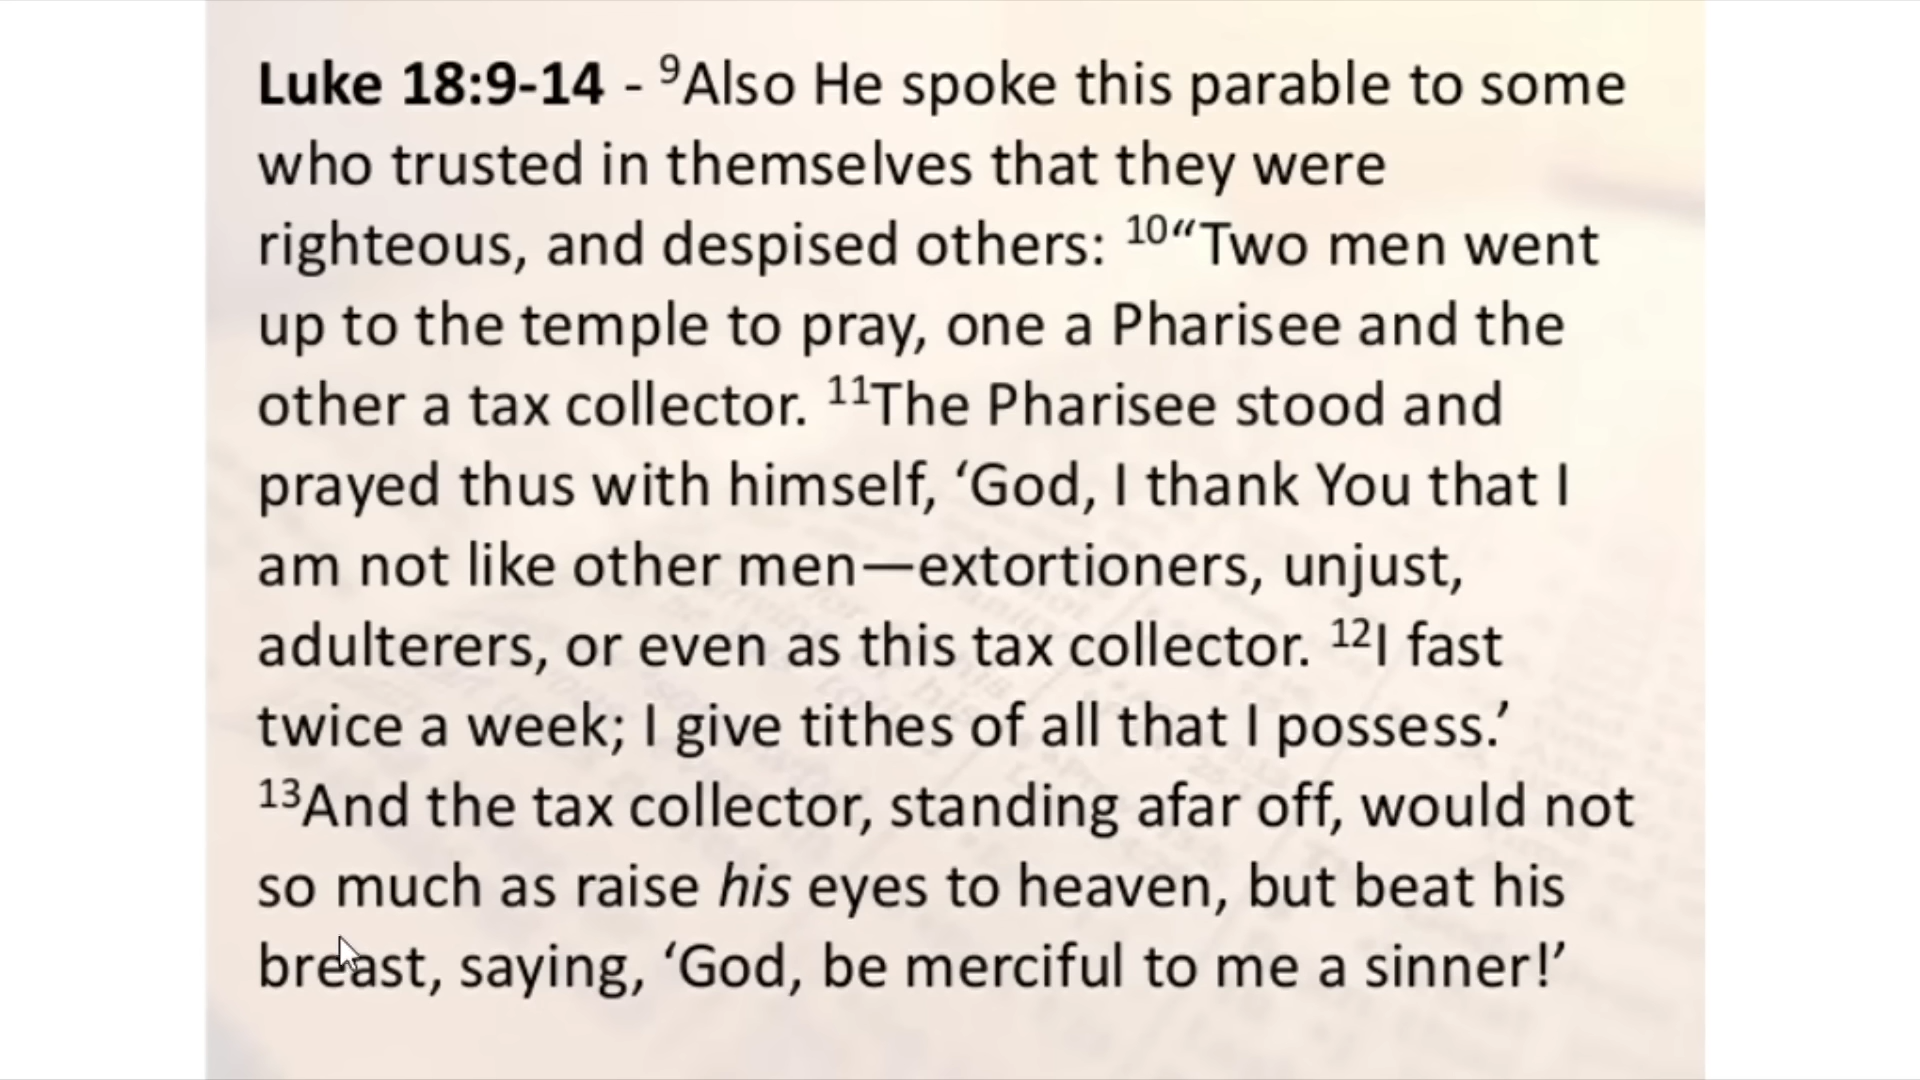 Luke 18:9-14 - ⁹Also He spoke this parable to some
who trusted in themselves that they were
righteous, and despised others: ¹⁰“Two men went
up to the temple to pray, one a Pharisee and the
other a tax collector. ¹¹The Pharisee stood and
prayed thus with himself, ‘God, I thank You that I
am not like other men—extortioners, unjust,
adulterers, or even as this tax collector. ¹²I fast
twice a week; I give tithes of all that I possess.’
¹³And the tax collector, standing afar off, would not
so much as raise his eyes to heaven, but beat his
breast, saying, ‘God, be merciful to me a sinner!’